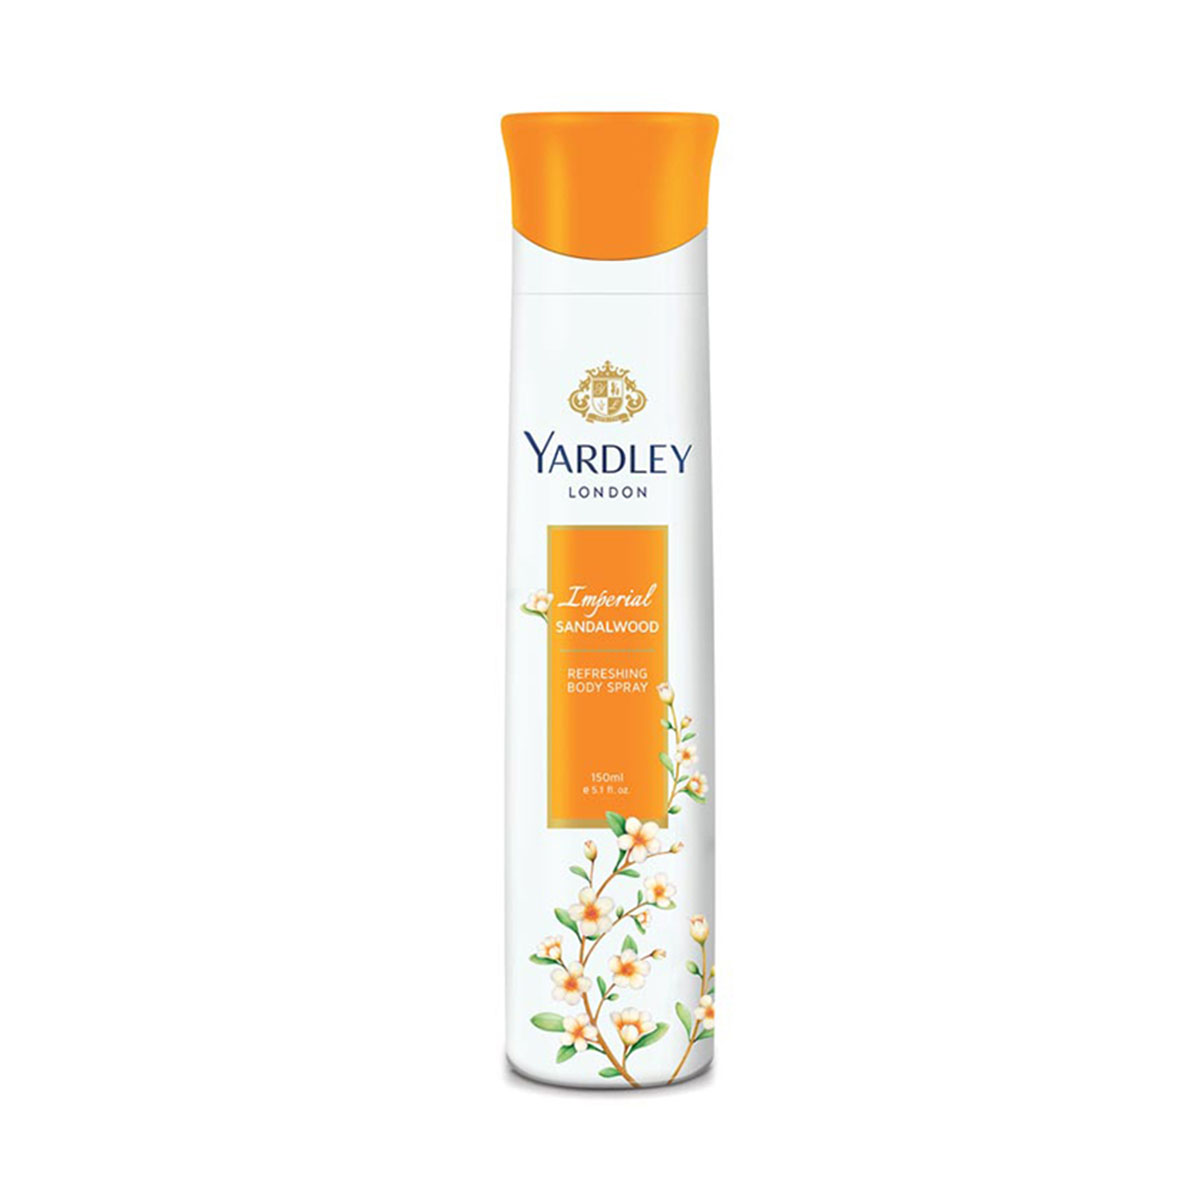 YARDLEY
LONDON
Imperial
SANDALWOOD
REFRESHING
BODY SPRAY
150ml
e 5.1 fl. oz.